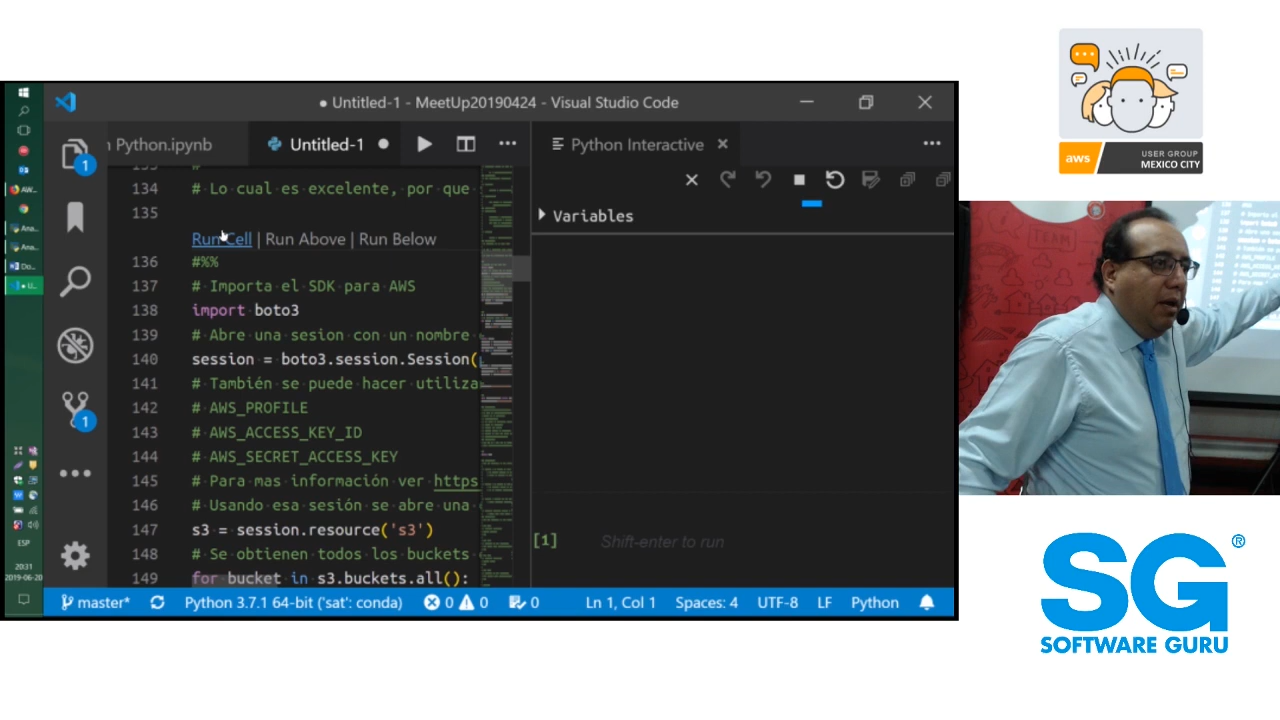 ● Untitled-1 - MeetUp20190424 - Visual Studio Code
Python.ipynb
Untitled-1 ●
Python Interactive
1
134 # Lo cual es excelente, por que
135
Run Cell | Run Above | Run Below
136 #%%
137 # Importa el SDK para AWS
138 import boto3
139 # Abre una sesion con un nombre
140 session = boto3.session.Session(
141 # También se puede hacer utiliza
142 # AWS_PROFILE
143 # AWS_ACCESS_KEY_ID
144 # AWS_SECRET_ACCESS_KEY
145 # Para mas información ver https
146 # Usando esa sesión se abre una
147 s3 = session.resource('s3')
148 # Se obtienen todos los buckets
149 for bucket in s3.buckets.all():
1
Variables
[1] Shift-enter to run
AW...
Ana...
Ana...
Do...
U...
ESP
20:31
2019-06-20
master*
Python 3.7.1 64-bit ('sat': conda)
0
0
0
Ln 1, Col 1
Spaces: 4
UTF-8
LF
Python
aws
USER GROUP
MEXICO CITY
TEAM
SG®
SOFTWARE GURU